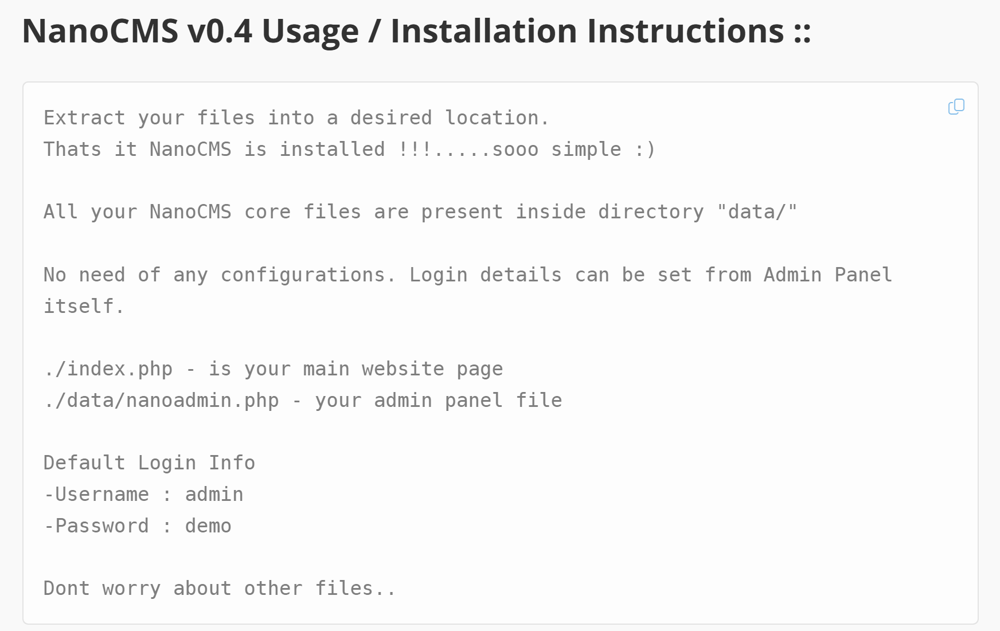 NanoCMS v0.4 Usage / Installation Instructions ::
Extract your files into a desired location.
Thats it NanoCMS is installed !!!.....sooo simple :)
All your NanoCMS core files are present inside directory "data/"
No need of any configurations. Login details can be set from Admin Panel
itself.
./index.php - is your main website page
./data/nanoadmin.php - your admin panel file
Default Login Info
-Username : admin
-Password : demo
Dont worry about other files..